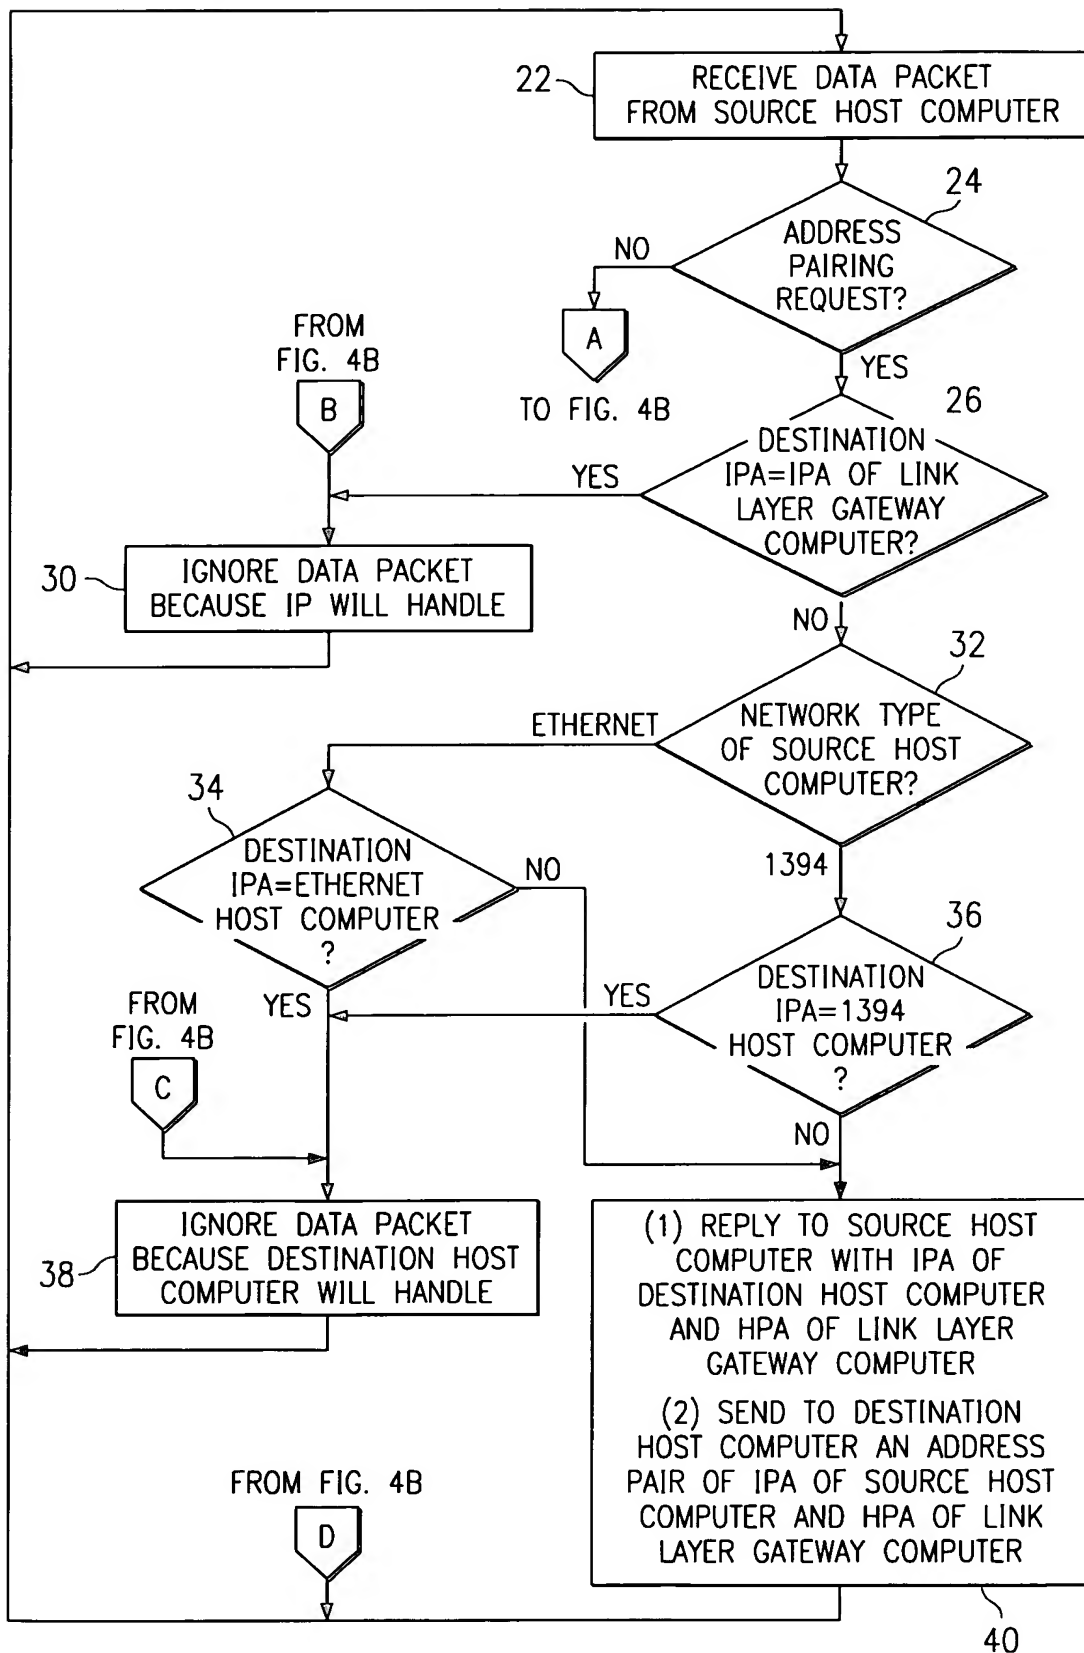 22
RECEIVE DATA PACKET
FROM SOURCE HOST COMPUTER
24
ADDRESS
PAIRING
REQUEST?
NO
A
TO FIG. 4B
YES
FROM
FIG. 4B
B
26
DESTINATION
IPA=IPA OF LINK
LAYER GATEWAY
COMPUTER?
YES
30
IGNORE DATA PACKET
BECAUSE IP WILL HANDLE
NO
32
NETWORK TYPE
OF SOURCE HOST
COMPUTER?
ETHERNET
1394
34
DESTINATION
IPA=ETHERNET
HOST COMPUTER
?
NO
YES
36
DESTINATION
IPA=1394
HOST COMPUTER
?
YES
NO
FROM
FIG. 4B
C
38
IGNORE DATA PACKET
BECAUSE DESTINATION HOST
COMPUTER WILL HANDLE
(1) REPLY TO SOURCE HOST
COMPUTER WITH IPA OF
DESTINATION HOST COMPUTER
AND HPA OF LINK LAYER
GATEWAY COMPUTER
(2) SEND TO DESTINATION
HOST COMPUTER AN ADDRESS
PAIR OF IPA OF SOURCE HOST
COMPUTER AND HPA OF LINK
LAYER GATEWAY COMPUTER
FROM FIG. 4B
D
40